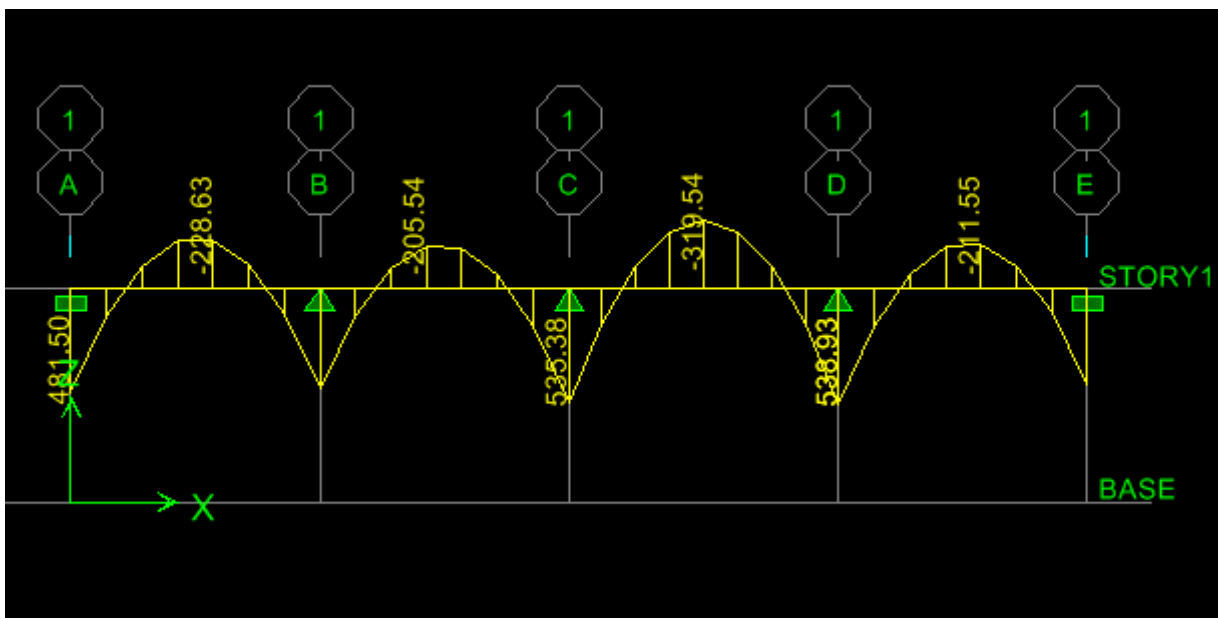 1 1 1 1 1
A B C D E
-228.63 -205.54 -319.54 -211.55
STORY1
481.50 535.38 538.93
Z
X
BASE